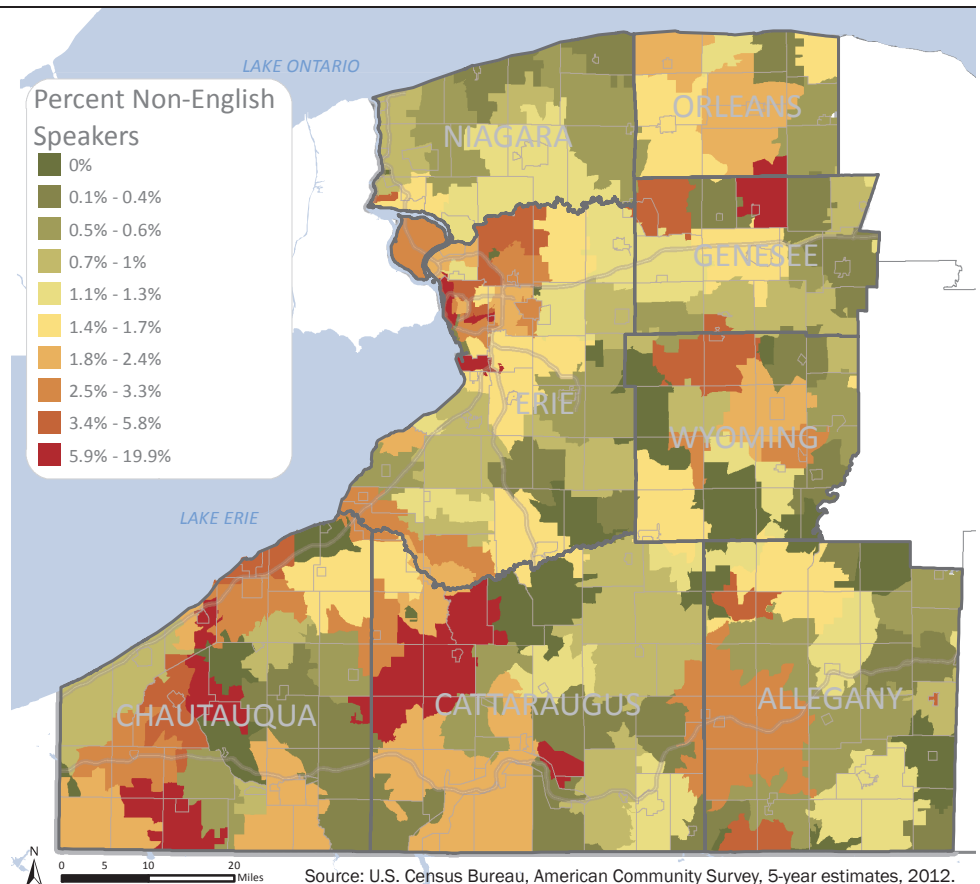 LAKE ONTARIO
Percent Non-English
Speakers
0%
0.1% - 0.4%
0.5% - 0.6%
0.7% - 1%
1.1% - 1.3%
1.4% - 1.7%
1.8% - 2.4%
2.5% - 3.3%
3.4% - 5.8%
5.9% - 19.9%
NIAGARA
ORLEANS
GENESEE
ERIE
WYOMING
LAKE ERIE
CHAUTAUQUA
CATTARAUGUS
ALLEGANY
N
0 5 10 20
Miles
Source: U.S. Census Bureau, American Community Survey, 5-year estimates, 2012.